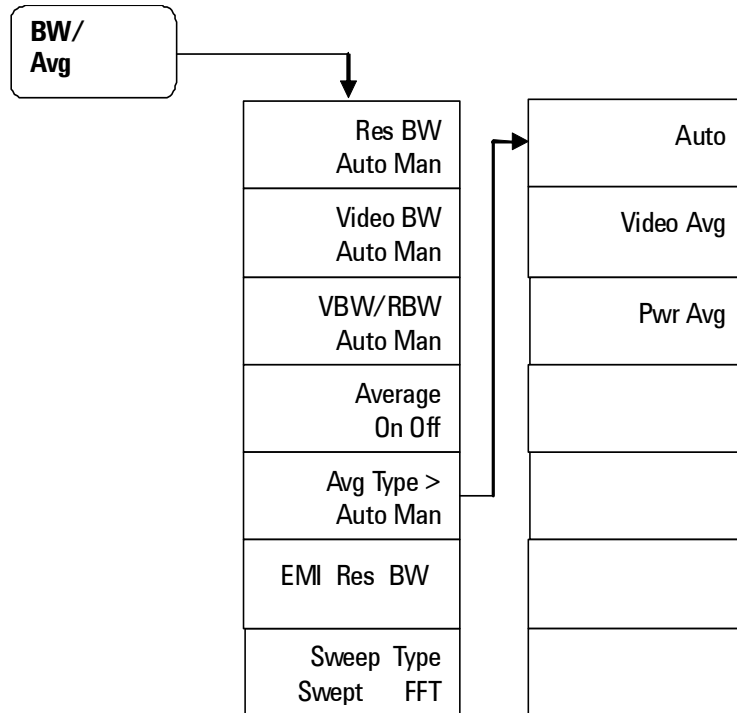 BW/
Avg
Res BW
Auto Man
Video BW
Auto Man
VBW/RBW
Auto Man
Average
On Off
Avg Type >
Auto Man
EMI Res BW
Sweep Type
Swept FFT
Auto
Video Avg
Pwr Avg